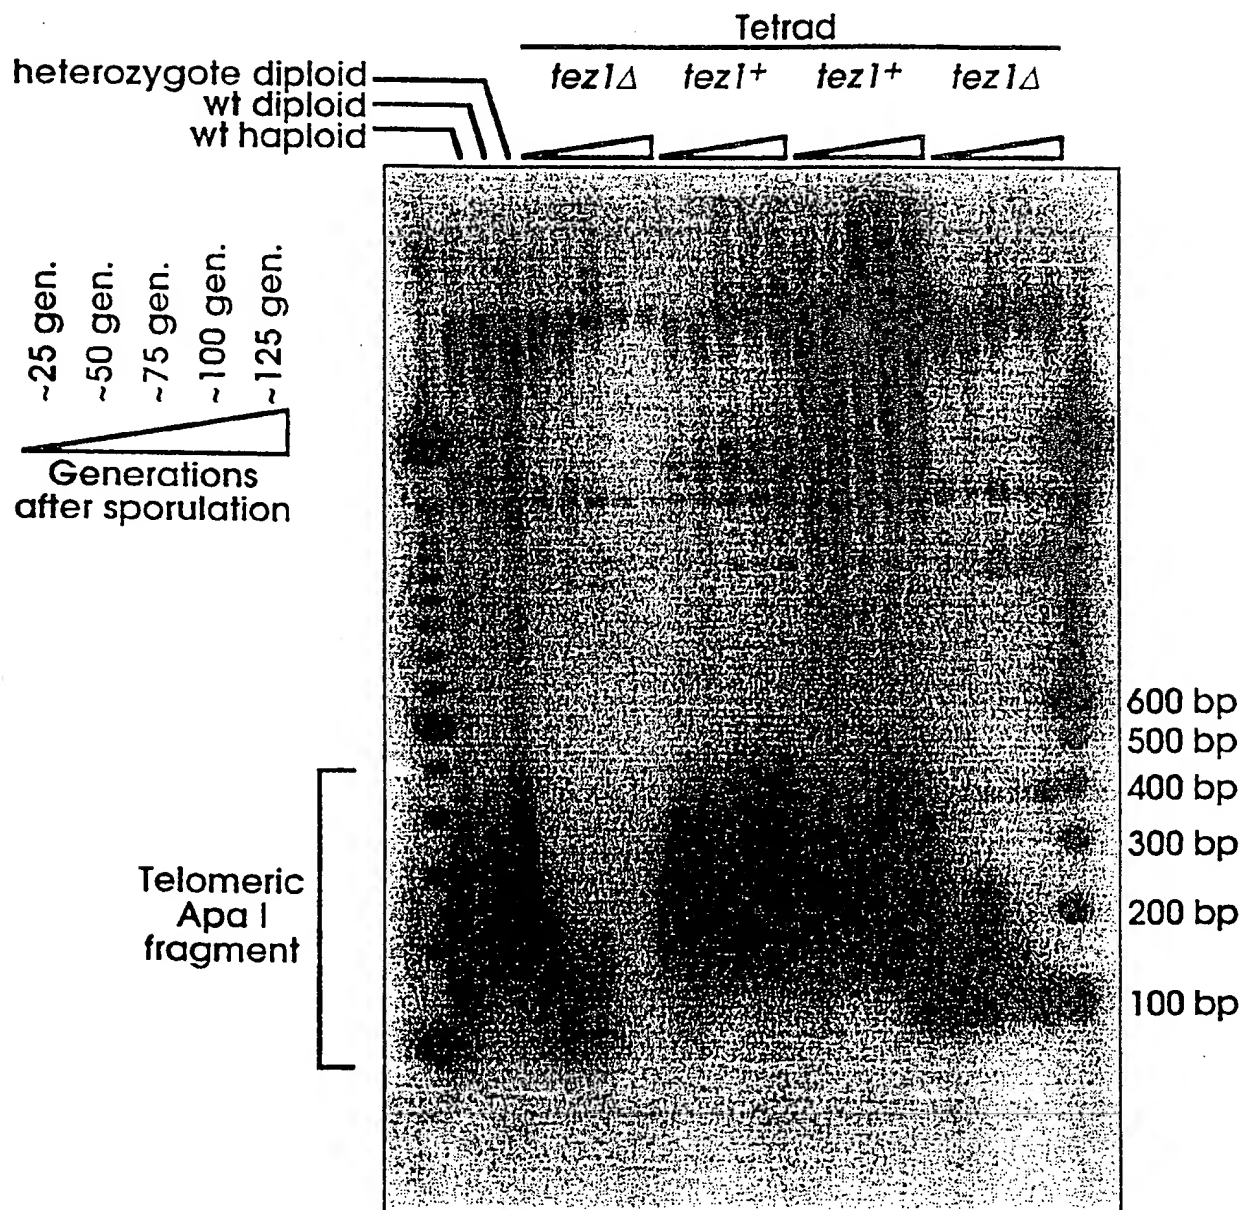 Tetrad
heterozygote diploid
wt diploid
wt haploid
tez1Δ tez1+ tez1+ tez1Δ
~25 gen.
~50 gen.
~75 gen.
~100 gen.
~125 gen.
Generations
after sporulation
600 bp
500 bp
400 bp
300 bp
200 bp
100 bp
Telomeric
Apa I
fragment